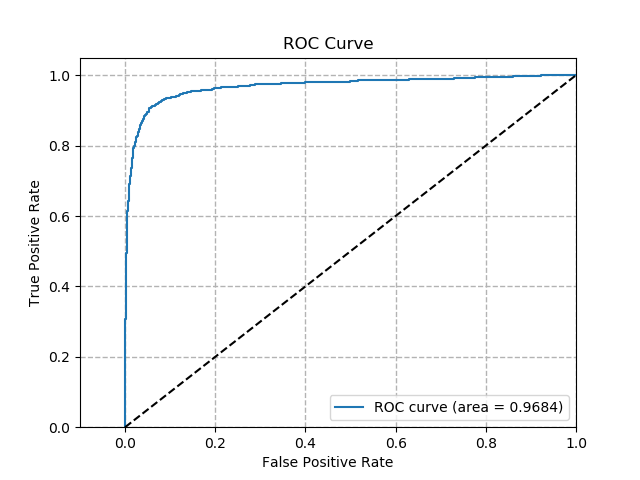 ROC Curve
1.0
0.8
0.6
0.4
0.2
0.0
True Positive Rate
ROC curve (area = 0.9684)
0.0 0.2 0.4 0.6 0.8 1.0
False Positive Rate